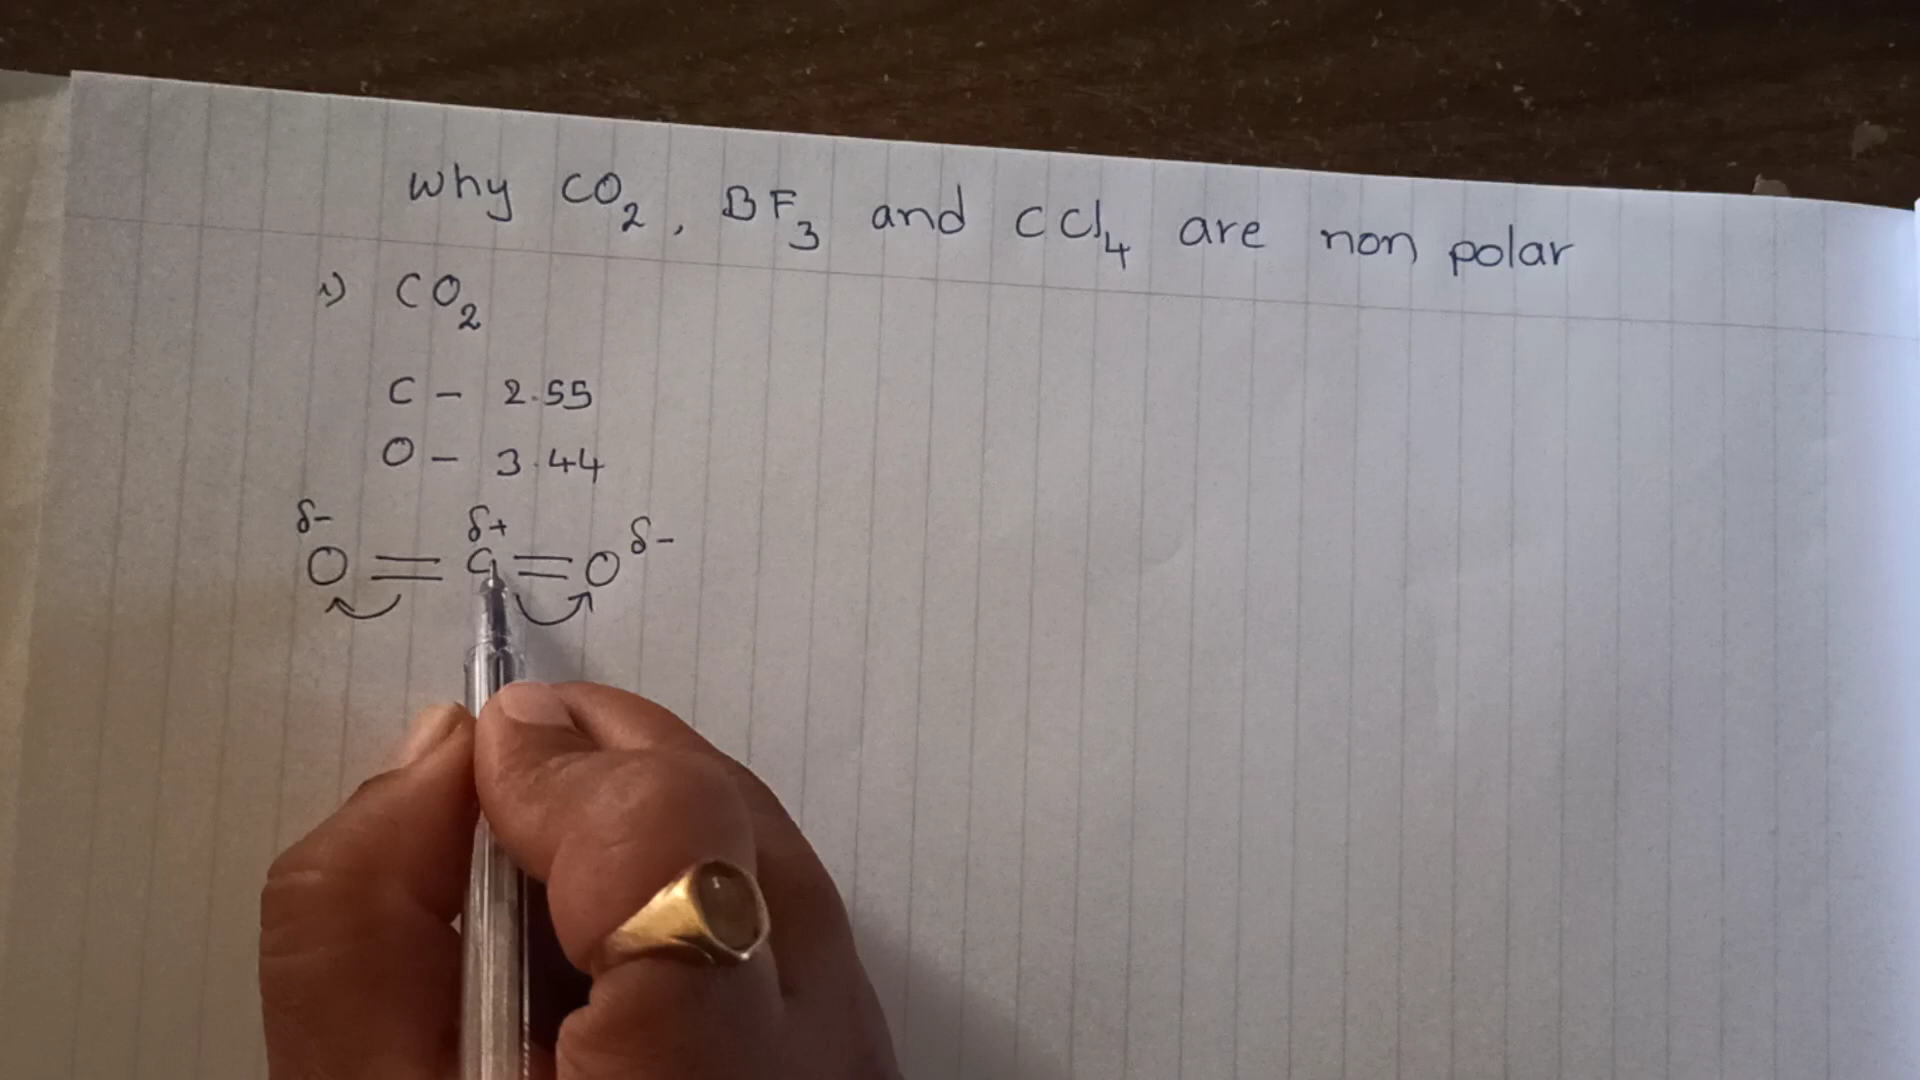 why CO₂, BF₃ and CCl₄ are non polar
1) CO₂
C - 2.55
O - 3.44
δ- δ+ δ-
O = C = O